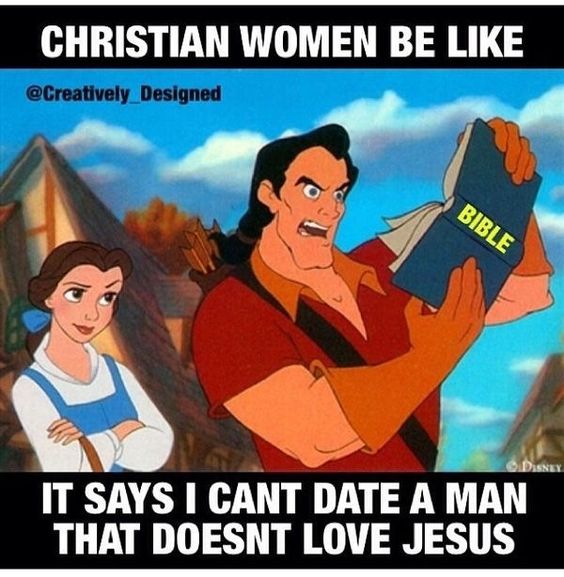 CHRISTIAN WOMEN BE LIKE
@Creatively_Designed
BIBLE
© DISNEY
IT SAYS I CANT DATE A MAN
THAT DOESNT LOVE JESUS